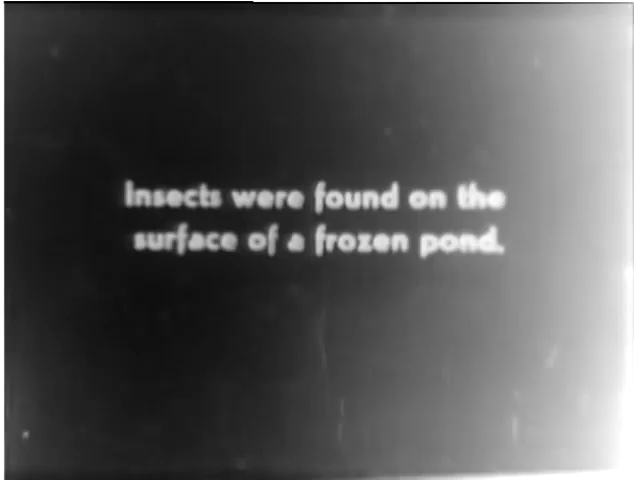 Insects were found on the
surface of a frozen pond.